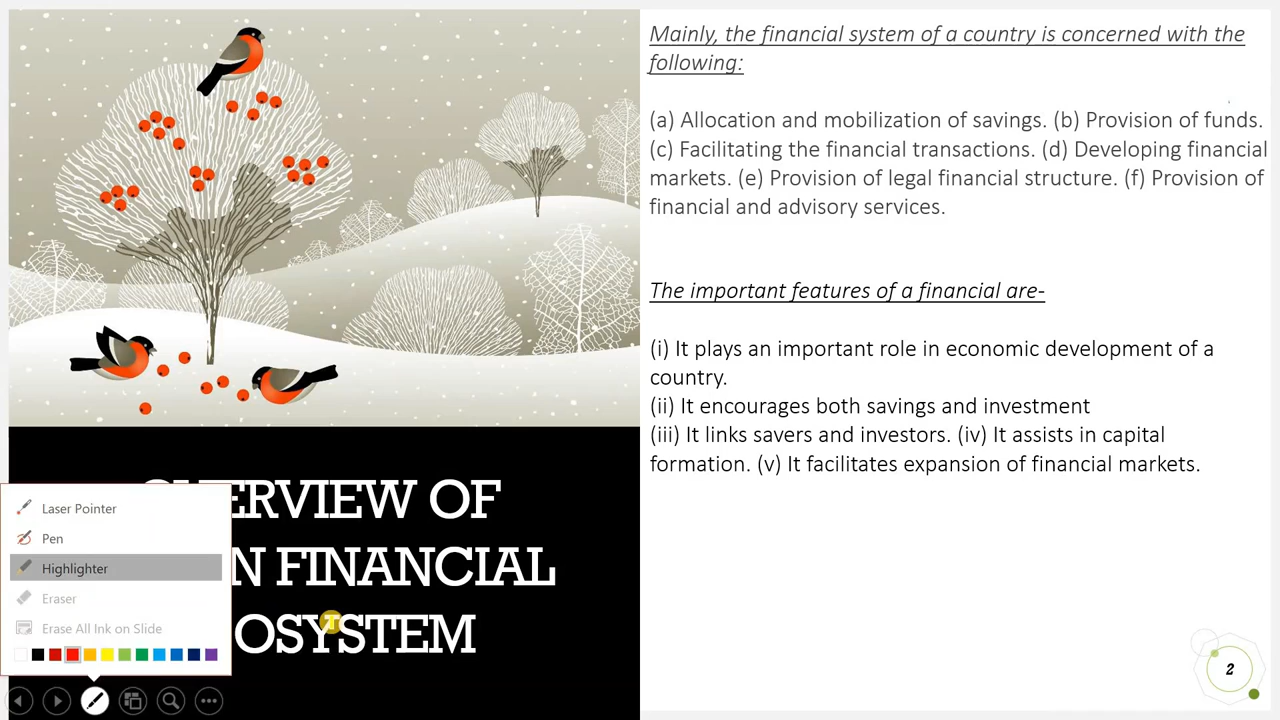 Mainly, the financial system of a country is concerned with the
following:
(a) Allocation and mobilization of savings. (b) Provision of funds.
(c) Facilitating the financial transactions. (d) Developing financial
markets. (e) Provision of legal financial structure. (f) Provision of
financial and advisory services.
The important features of a financial are-
(i) It plays an important role in economic development of a
country.
(ii) It encourages both savings and investment
(iii) It links savers and investors. (iv) It assists in capital
formation. (v) It facilitates expansion of financial markets.
OVERVIEW OF
N FINANCIAL
OSYSTEM
Laser Pointer
Pen
Highlighter
Eraser
Erase All Ink on Slide
2